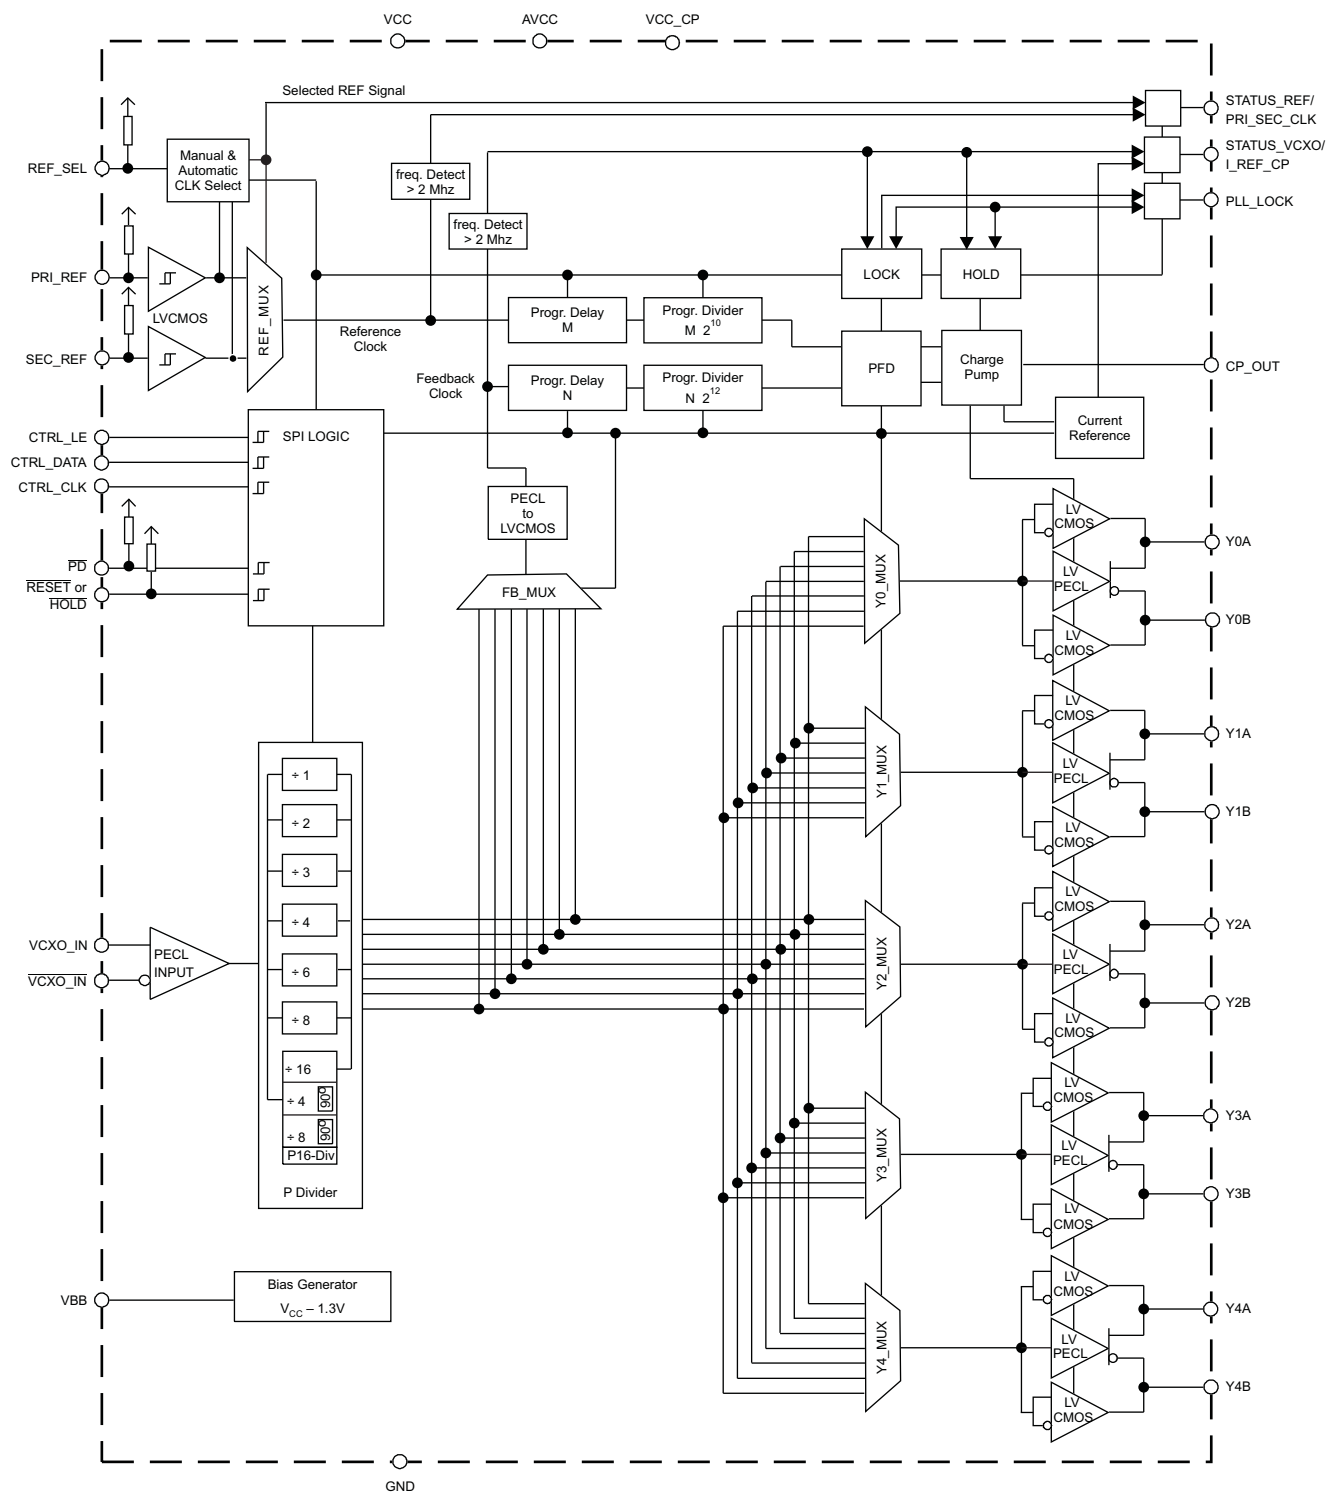 VCC
AVCC
VCC_CP
Selected REF Signal
STATUS_REF/
PRI_SEC_CLK
REF_SEL
Manual &
Automatic
CLK Select
freq. Detect
> 2 Mhz
STATUS_VCXO/
I_REF_CP
freq. Detect
> 2 Mhz
PLL_LOCK
PRI_REF
LVCMOS
REF_MUX
LOCK
HOLD
Progr. Delay
M
Progr. Divider
M 2^10
Reference
Clock
SEC_REF
PFD
Charge
Pump
CP_OUT
Feedback
Clock
Progr. Delay
N
Progr. Divider
N 2^12
Current
Reference
CTRL_LE
CTRL_DATA
CTRL_CLK
SPI LOGIC
PECL
to
LVCMOS
PD
RESET or
HOLD
FB_MUX
Y0_MUX
LV
CMOS
LV
PECL
LV
CMOS
Y0A
Y0B
Y1_MUX
LV
CMOS
LV
PECL
LV
CMOS
Y1A
Y1B
÷ 1
÷ 2
÷ 3
÷ 4
÷ 6
÷ 8
÷ 16
÷ 4 90°
÷ 8 90°
P16-Div
P Divider
VCXO_IN
VCXO_IN
PECL
INPUT
Y2_MUX
LV
CMOS
LV
PECL
LV
CMOS
Y2A
Y2B
Y3_MUX
LV
CMOS
LV
PECL
LV
CMOS
Y3A
Y3B
VBB
Bias Generator
VCC – 1.3V
Y4_MUX
LV
CMOS
LV
PECL
LV
CMOS
Y4A
Y4B
GND